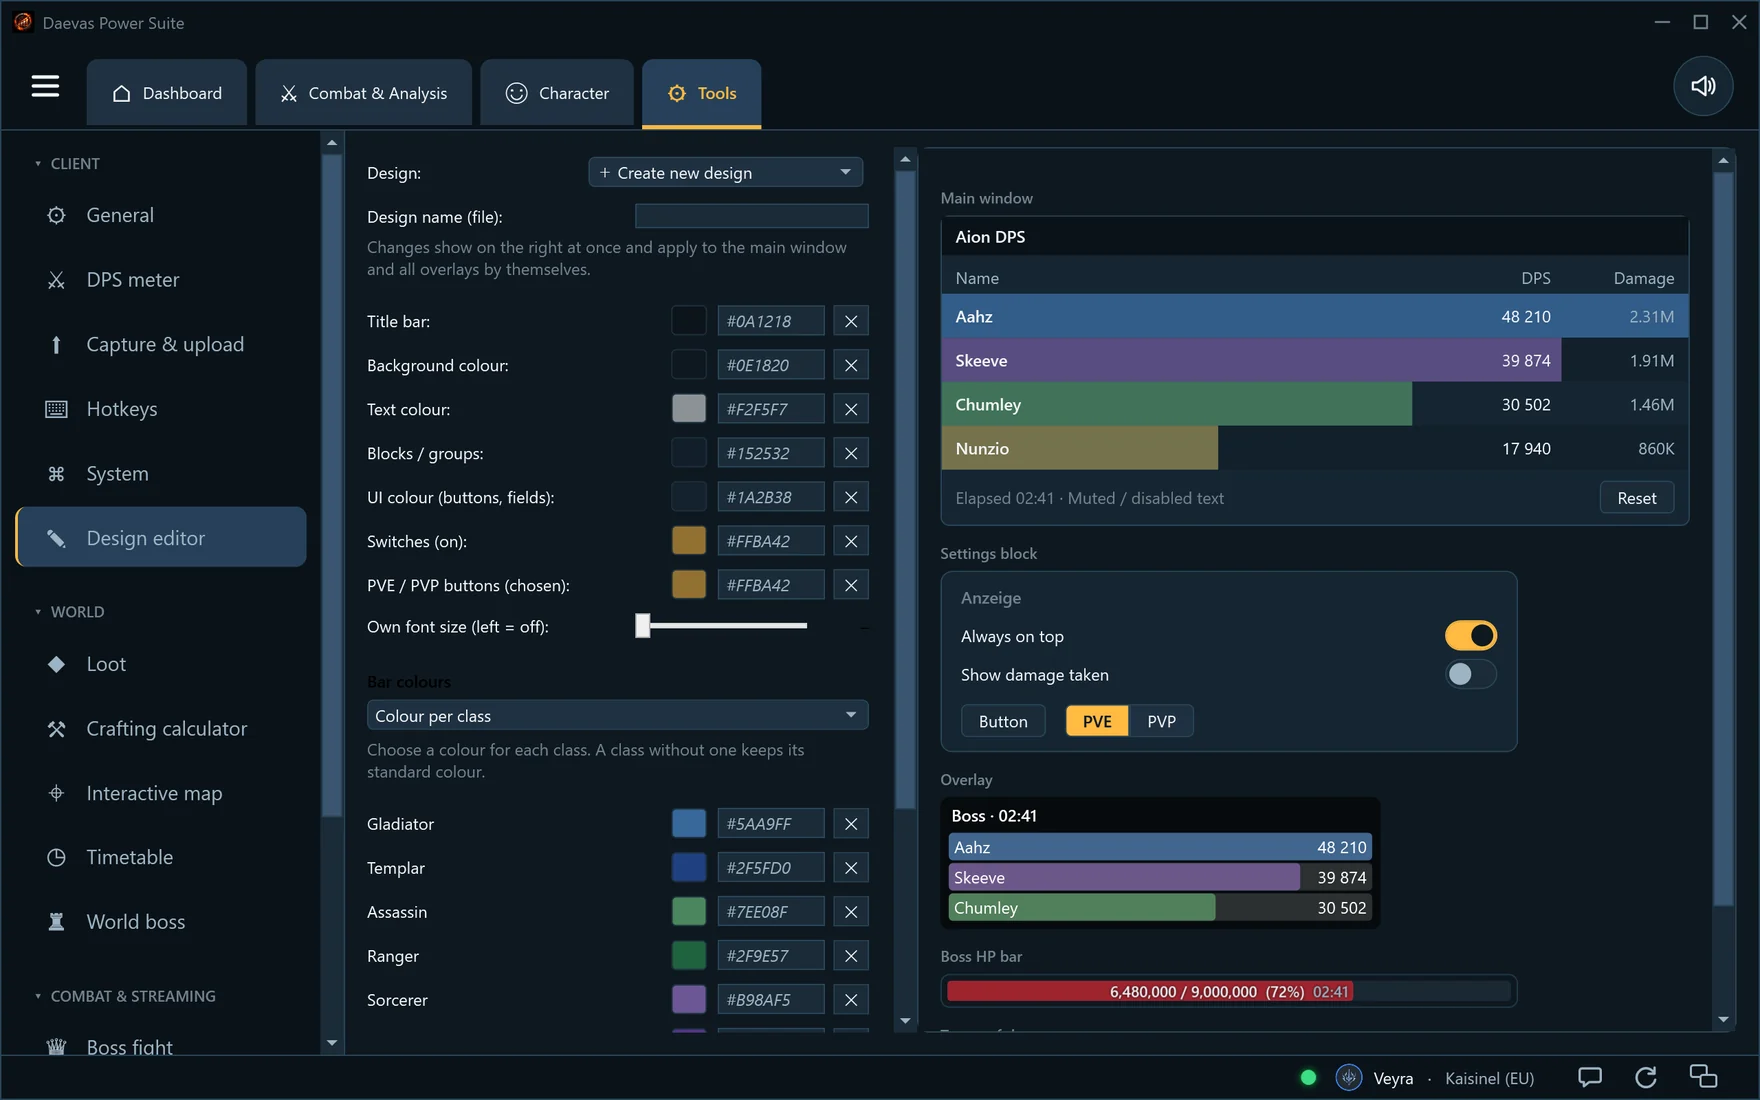 Daevas Power Suite
Dashboard
Combat & Analysis
Character
Tools
CLIENT
General
DPS meter
Capture & upload
Hotkeys
System
Design editor
WORLD
Loot
Crafting calculator
Interactive map
Timetable
World boss
COMBAT & STREAMING
Boss fight
Design:
+ Create new design
Design name (file):
Changes show on the right at once and apply to the main window
and all overlays by themselves.
Title bar: #0A1218
Background colour: #0E1820
Text colour: #F2F5F7
Blocks / groups: #152532
UI colour (buttons, fields): #1A2B38
Switches (on): #FFBA42
PVE / PVP buttons (chosen): #FFBA42
Own font size (left = off):
Bar colours
Colour per class
Choose a colour for each class. A class without one keeps its
standard colour.
Gladiator #5AA9FF
Templar #2F5FD0
Assassin #7EE08F
Ranger #2F9E57
Sorcerer #B98AF5
Main window
Aion DPS
Name DPS Damage
Aahz 48 210 2.31M
Skeeve 39 874 1.91M
Chumley 30 502 1.46M
Nunzio 17 940 860K
Elapsed 02:41 · Muted / disabled text
Reset
Settings block
Anzeige
Always on top
Show damage taken
Button PVE PVP
Overlay
Boss · 02:41
Aahz 48 210
Skeeve 39 874
Chumley 30 502
Boss HP bar
6,480,000 / 9,000,000 (72%) 02:41
Veyra · Kaisinel (EU)